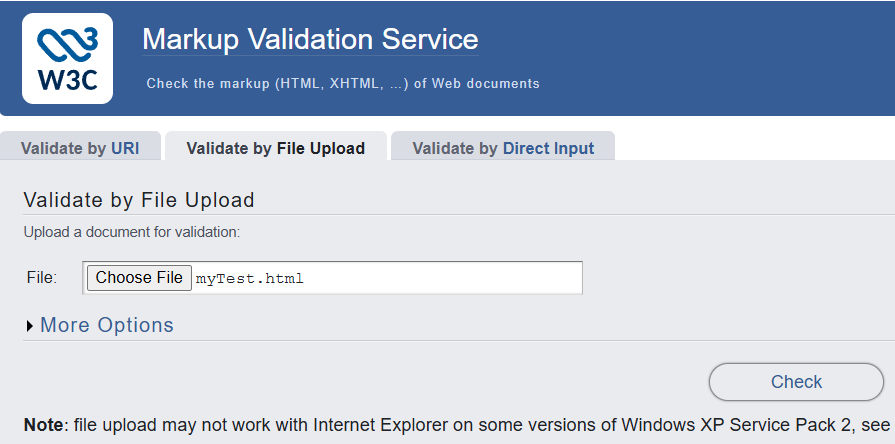 W3C
Markup Validation Service
Check the markup (HTML, XHTML, …) of Web documents
Validate by URI
Validate by File Upload
Validate by Direct Input
Validate by File Upload
Upload a document for validation:
File: Choose File myTest.html
More Options
Check
Note: file upload may not work with Internet Explorer on some versions of Windows XP Service Pack 2, see